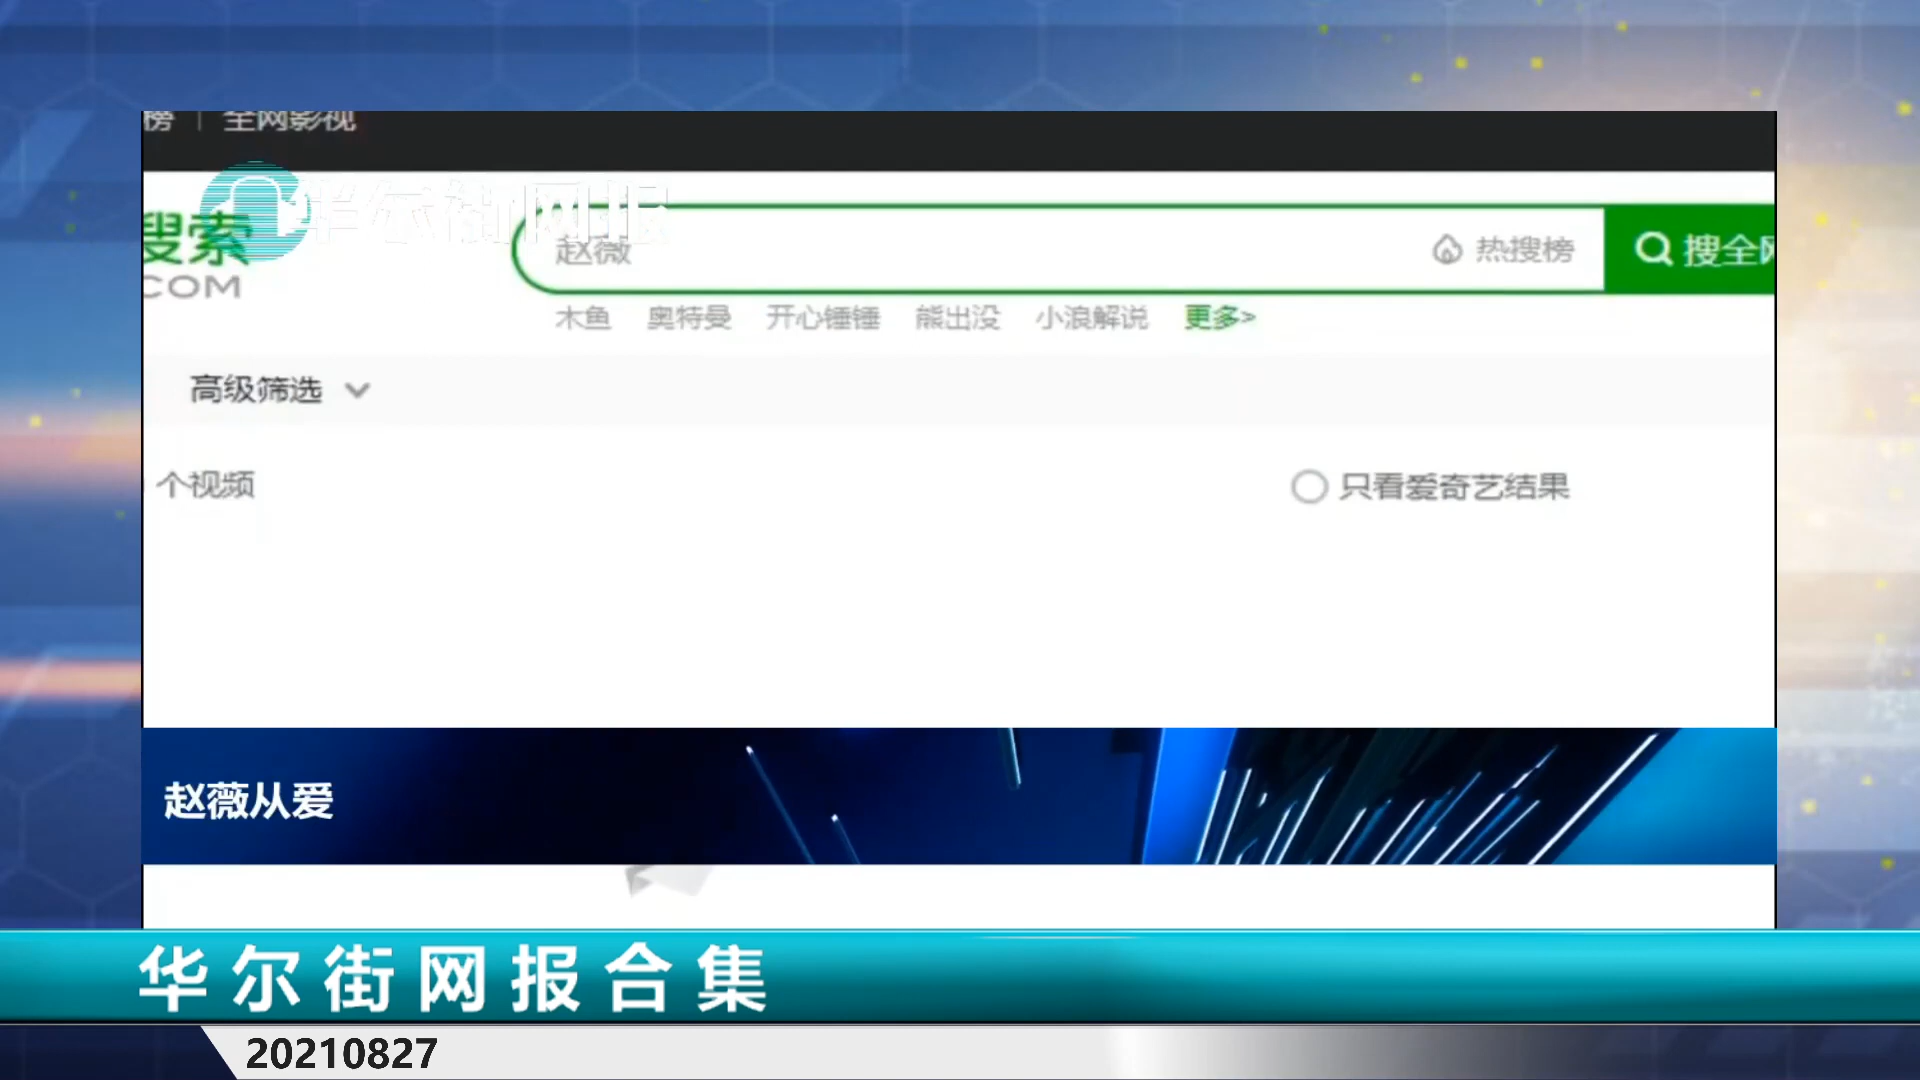 榜 | 全网影视
华尔街网报
搜索
.COM
赵薇
热搜榜
搜全网
木鱼 奥特曼 开心锤锤 熊出没 小浪解说 更多>
高级筛选
个视频
只看爱奇艺结果
赵薇从爱
华尔街网报合集
20210827